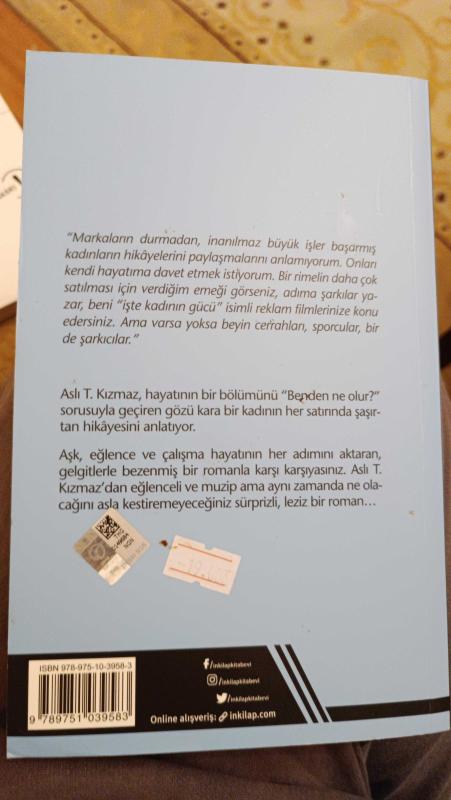 “Markaların durmadan, inanılmaz büyük işler başarmış
kadınların hikâyelerini paylaşmalarını anlamıyorum. Onları
kendi hayatıma davet etmek istiyorum. Bir rimelin daha çok
satılması için verdiğim emeği görseniz, adıma şarkılar ya-
zar, beni “işte kadının gücü” isimli reklam filmlerinize konu
edersiniz. Ama varsa yoksa beyin cerrahları, sporcular, bir
de şarkıcılar.”
Aslı T. Kızmaz, hayatının bir bölümünü “Benden ne olur?”
sorusuyla geçiren gözü kara bir kadının her satırında şaşır-
tan hikâyesini anlatıyor.
Aşk, eğlence ve çalışma hayatının her adımını aktaran,
gelgitlerle bezenmiş bir romanla karşı karşıyasınız. Aslı T.
Kızmaz’dan eğlenceli ve muzip ama aynı zamanda ne ola-
cağını asla kestiremeyeceğiniz sürprizli, leziz bir roman…
ISBN 978-975-10-3958-3
9 789751 039583
/inkilapkitabevi
/inkilapkitabevi
/inkilapkitabevi
Online alışveriş: inkilap.com